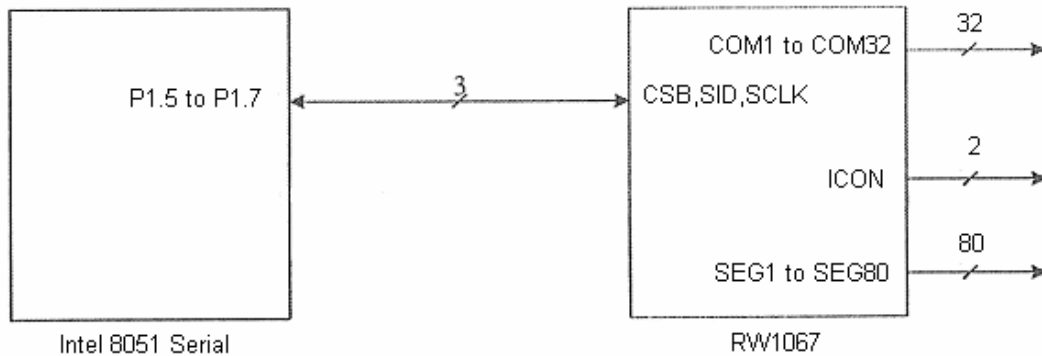 32
COM1 to COM32
P1.5 to P1.7
3
CSB,SID,SCLK
2
ICON
80
SEG1 to SEG80
Intel 8051 Serial
RW1067